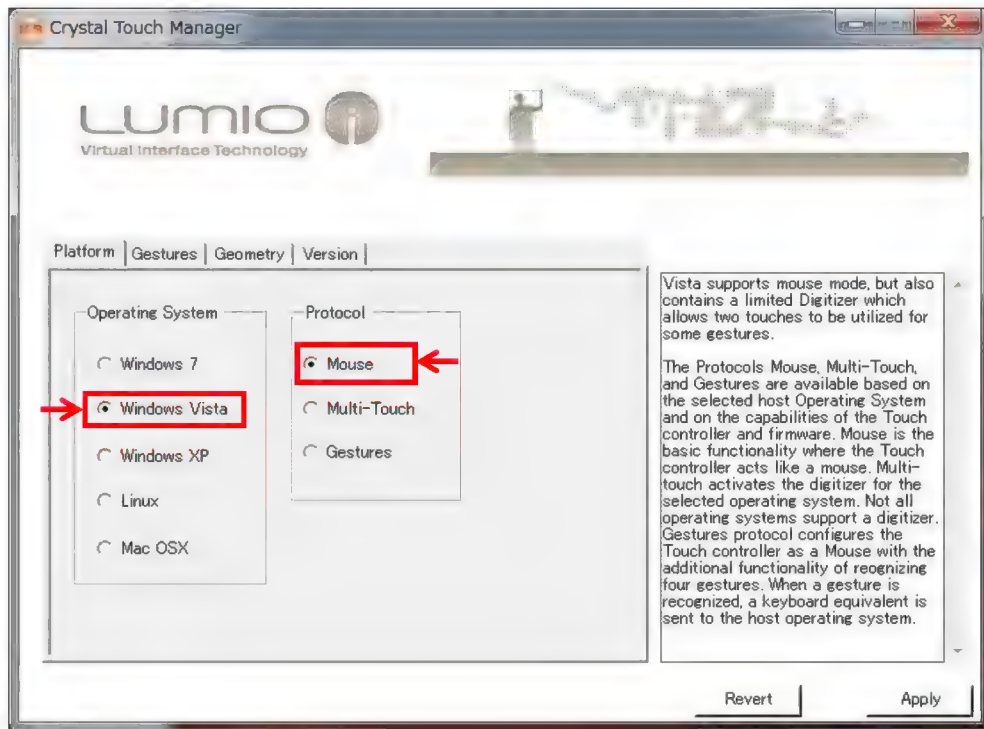 Crystal Touch Manager
LUMIO
Virtual Interface Technology
Platform
Gestures
Geometry
Version
Operating System
Windows 7
Windows Vista
Windows XP
Linux
Mac OSX
Protocol
Mouse
Multi-Touch
Gestures
Vista supports mouse mode, but also
contains a limited Digitizer which
allows two touches to be utilized for
some gestures.
The Protocols Mouse, Multi-Touch,
and Gestures are available based on
the selected host Operating System
and on the capabilities of the Touch
controller and firmware. Mouse is the
basic functionality where the Touch
controller acts like a mouse. Multi-
touch activates the digitizer for the
selected operating system. Not all
operating systems support a digitizer.
Gestures protocol configures the
Touch controller as a Mouse with the
additional functionality of reognizing
four gestures. When a gesture is
recognized, a keyboard equivalent is
sent to the host operating system.
Revert
Apply